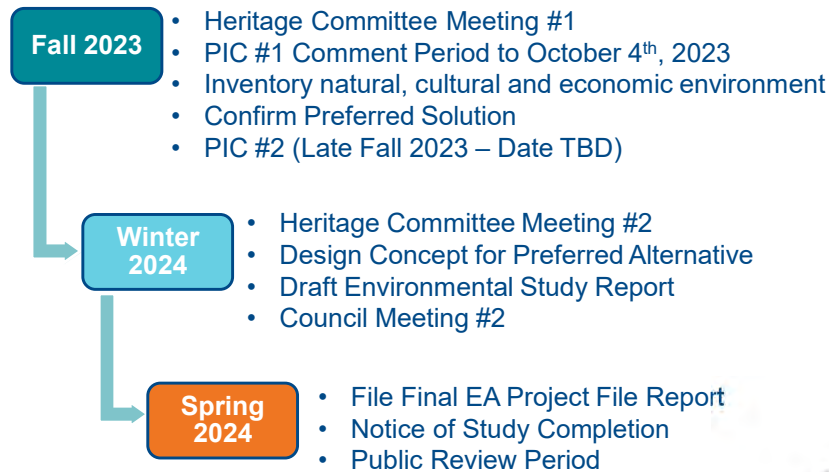 Fall 2023
• Heritage Committee Meeting #1
• PIC #1 Comment Period to October 4th, 2023
• Inventory natural, cultural and economic environment
• Confirm Preferred Solution
• PIC #2 (Late Fall 2023 – Date TBD)
Winter
2024
• Heritage Committee Meeting #2
• Design Concept for Preferred Alternative
• Draft Environmental Study Report
• Council Meeting #2
Spring
2024
• File Final EA Project File Report
• Notice of Study Completion
• Public Review Period